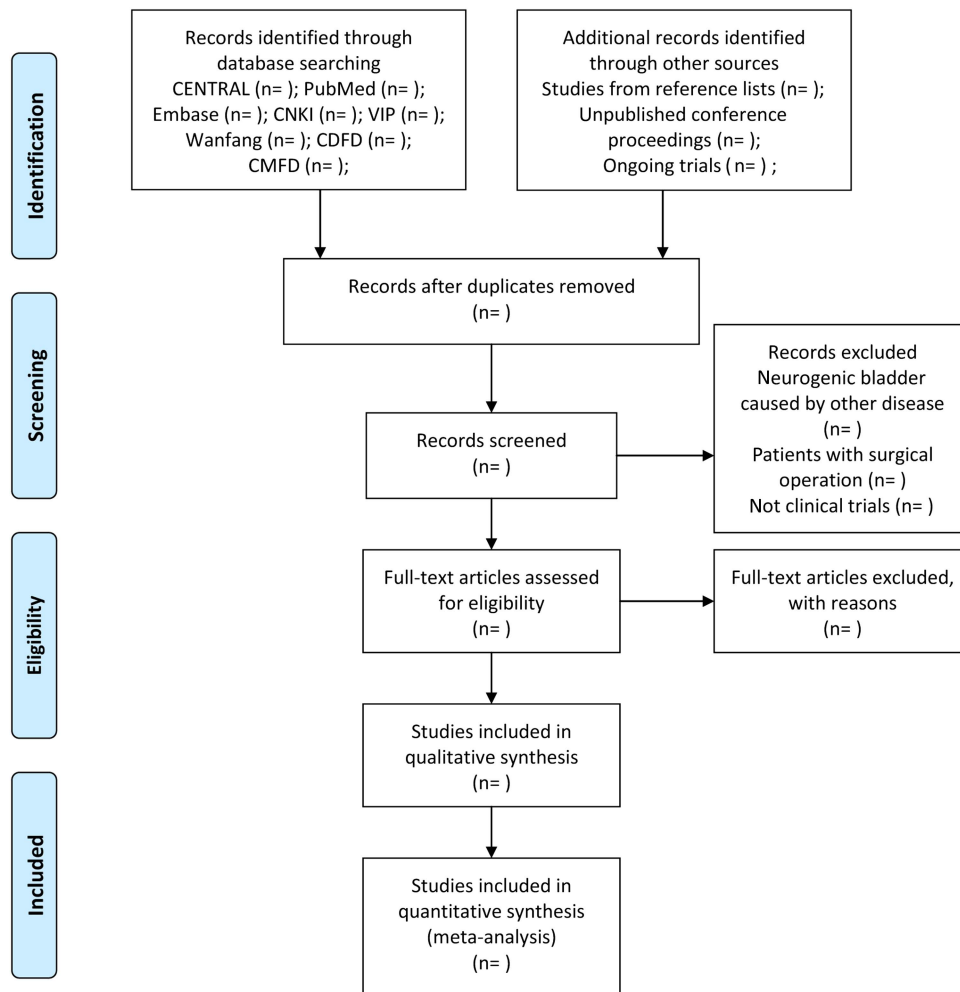 Identification
Records identified through
database searching
CENTRAL (n= ); PubMed (n= );
Embase (n= ); CNKI (n= ); VIP (n= );
Wanfang (n= ); CDFD (n= );
CMFD (n= );
Additional records identified
through other sources
Studies from reference lists (n= );
Unpublished conference
proceedings (n= );
Ongoing trials ( n= ) ;
Records after duplicates removed
(n= )
Screening
Records screened
(n= )
Records excluded
Neurogenic bladder
caused by other disease
(n= )
Patients with surgical
operation (n= )
Not clinical trials (n= )
Eligibility
Full-text articles assessed
for eligibility
(n= )
Full-text articles excluded,
with reasons
(n= )
Studies included in
qualitative synthesis
(n= )
Included
Studies included in
quantitative synthesis
(meta-analysis)
(n= )